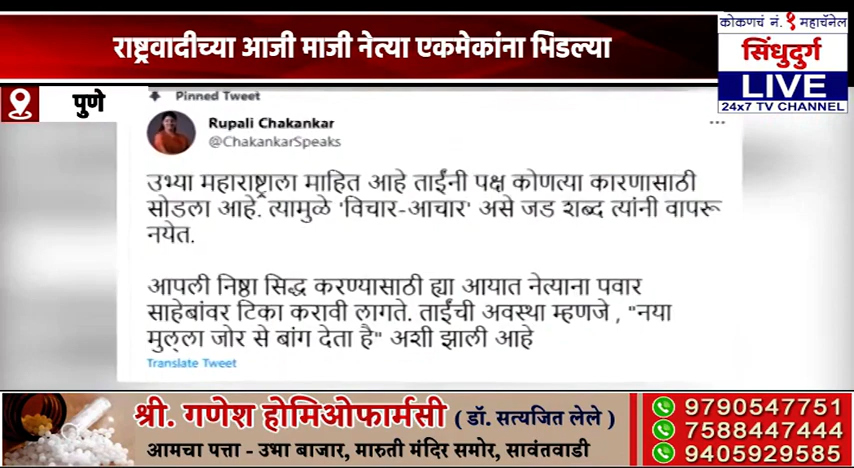 राष्ट्रवादीच्या आजी माजी नेत्या एकमेकांना भिडल्या
कोकणचं नं. १ महाचॅनेल
सिंधुदुर्ग
LIVE
24x7 TV CHANNEL
पुणे
Pinned Tweet
Rupali Chakankar
@ChakankarSpeaks
उभ्या महाराष्ट्राला माहित आहे ताईंनी पक्ष कोणत्या कारणासाठी
सोडला आहे. त्यामुळे 'विचार-आचार' असे जड शब्द त्यांनी वापरू
नयेत.
आपली निष्ठा सिद्ध करण्यासाठी ह्या आयात नेत्याना पवार
साहेबांवर टिका करावी लागते. ताईंची अवस्था म्हणजे , "नया
मुल्ला जोर से बांग देता है" अशी झाली आहे
Translate Tweet
श्री. गणेश होमिओफार्मसी ( डॉ. सत्यजित लेले )
आमचा पत्ता - उभा बाजार, मारुती मंदिर समोर, सावंतवाडी
9790547751
7588447444
9405929585